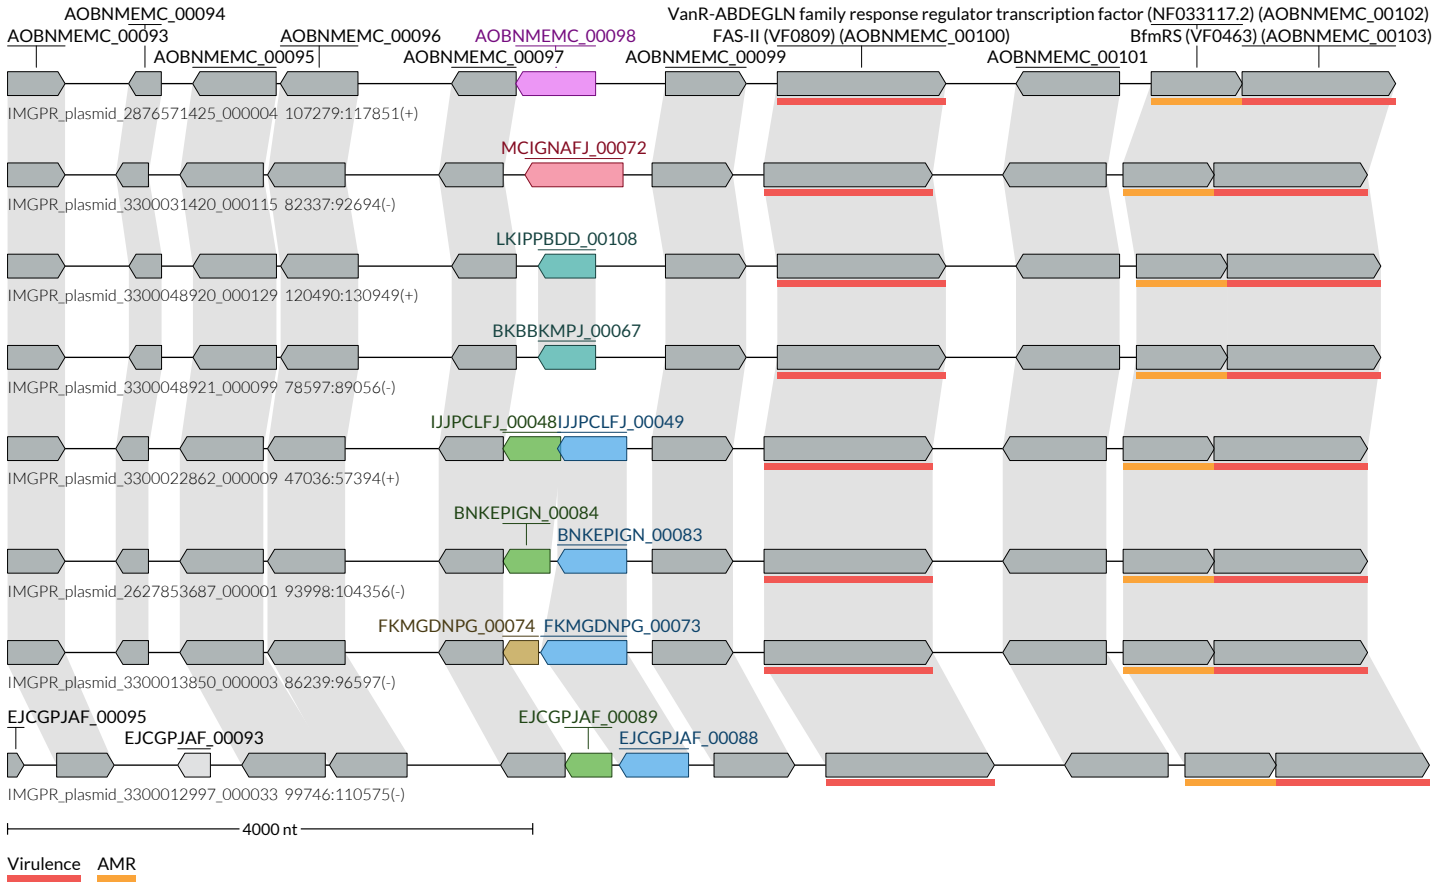 AOBNMEMC_00094
VanR-ABDEGLN family response regulator transcription factor (NF033117.2) (AOBNMEMC_00102)
AOBNMEMC_00093
AOBNMEMC_00096
AOBNMEMC_00098
FAS-II (VF0809) (AOBNMEMC_00100)
BfmRS (VF0463) (AOBNMEMC_00103)
AOBNMEMC_00095
AOBNMEMC_00097
AOBNMEMC_00099
AOBNMEMC_00101
IMGPR_plasmid_2876571425_000004 107279:117851(+)
MCIGNAFJ_00072
IMGPR_plasmid_3300031420_000115 82337:92694(-)
LKIPPBDD_00108
IMGPR_plasmid_3300048920_000129 120490:130949(+)
BKBBKMPJ_00067
IMGPR_plasmid_3300048921_000099 78597:89056(-)
IJJPCLFJ_00048
IJJPCLFJ_00049
IMGPR_plasmid_3300022862_000009 47036:57394(+)
BNKEPIGN_00084
BNKEPIGN_00083
IMGPR_plasmid_2627853687_000001 93998:104356(-)
FKMGDNPG_00074
FKMGDNPG_00073
IMGPR_plasmid_3300013850_000003 86239:96597(-)
EJCGPJAF_00095
EJCGPJAF_00089
EJCGPJAF_00093
EJCGPJAF_00088
IMGPR_plasmid_3300012997_000033 99746:110575(-)
4000 nt
Virulence
AMR